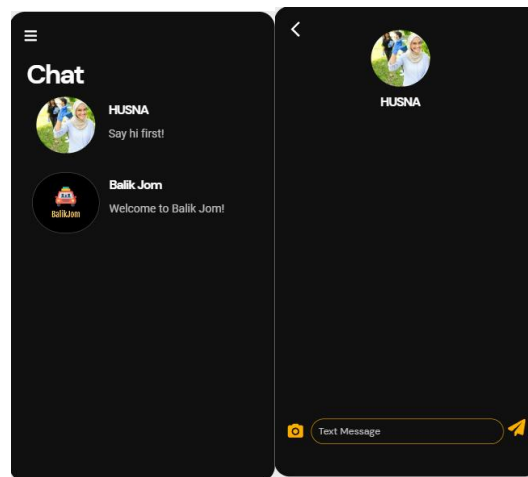 Chat
HUSNA
Say hi first!
BalikJom
Balik Jom
Welcome to Balik Jom!
HUSNA
Text Message